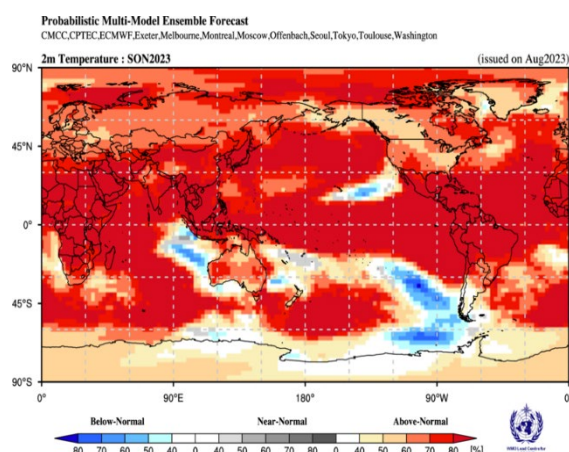 Probabilistic Multi-Model Ensemble Forecast
CMCC,CPTEC,ECMWF,Exeter,Melbourne,Montreal,Moscow,Offenbach,Seoul,Tokyo,Toulouse,Washington
2m Temperature : SON2023 (issued on Aug2023)
90°N
45°N
0°
45°S
90°S
0° 90°E 180° 90°W 0°
Below-Normal Near-Normal Above-Normal
80 70 60 50 40 0 40 50 60 70 80 0 40 50 60 70 80 [%]